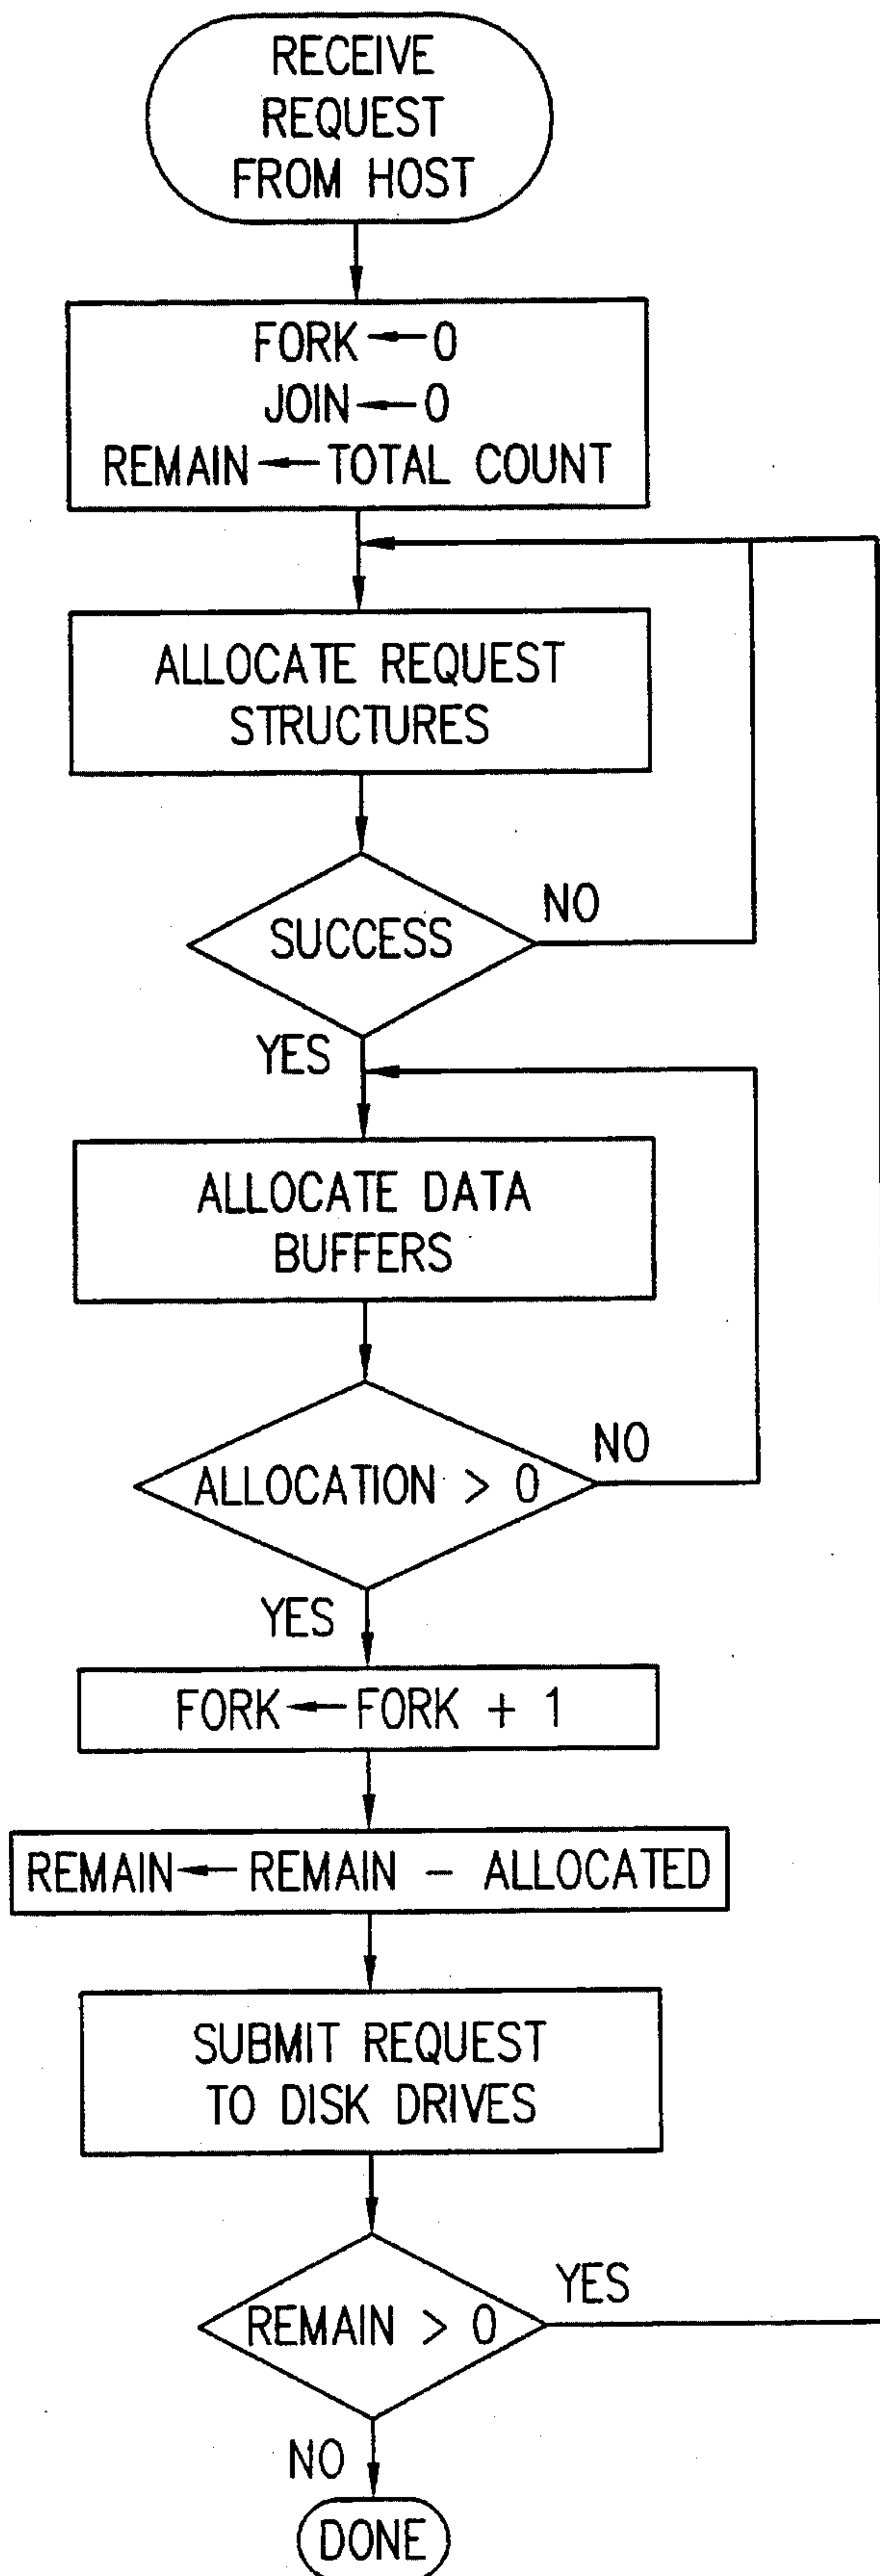 RECEIVE
REQUEST
FROM HOST
FORK ← 0
JOIN ← 0
REMAIN ← TOTAL COUNT
ALLOCATE REQUEST
STRUCTURES
SUCCESS
NO
YES
ALLOCATE DATA
BUFFERS
ALLOCATION > 0
NO
YES
FORK ← FORK + 1
REMAIN ← REMAIN - ALLOCATED
SUBMIT REQUEST
TO DISK DRIVES
REMAIN > 0
YES
NO
DONE